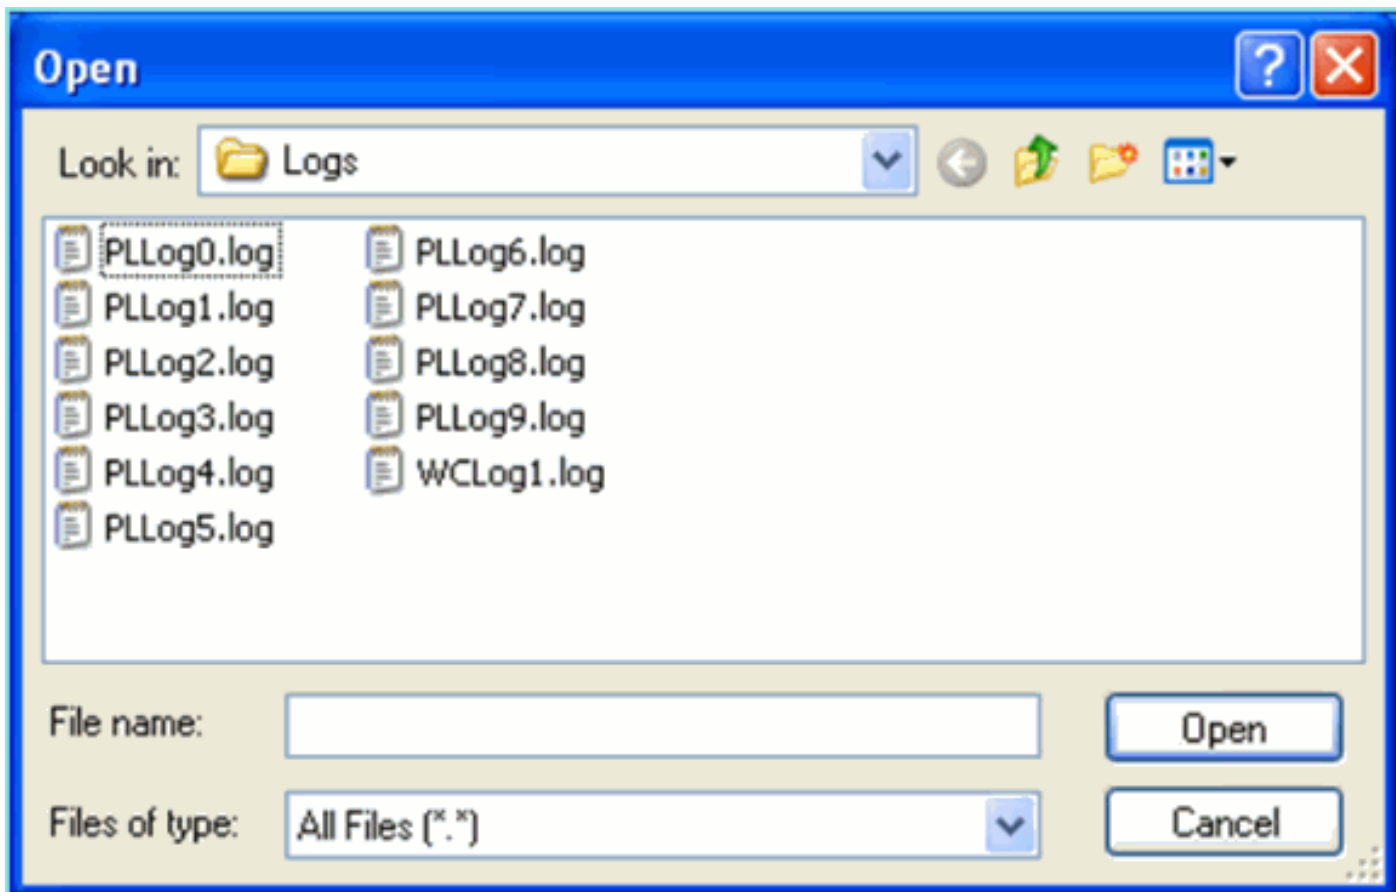 Open
Look in: Logs
PLLog0.log
PLLog1.log
PLLog2.log
PLLog3.log
PLLog4.log
PLLog5.log
PLLog6.log
PLLog7.log
PLLog8.log
PLLog9.log
WCLog1.log
File name:
Open
Files of type: All Files (*.*)
Cancel